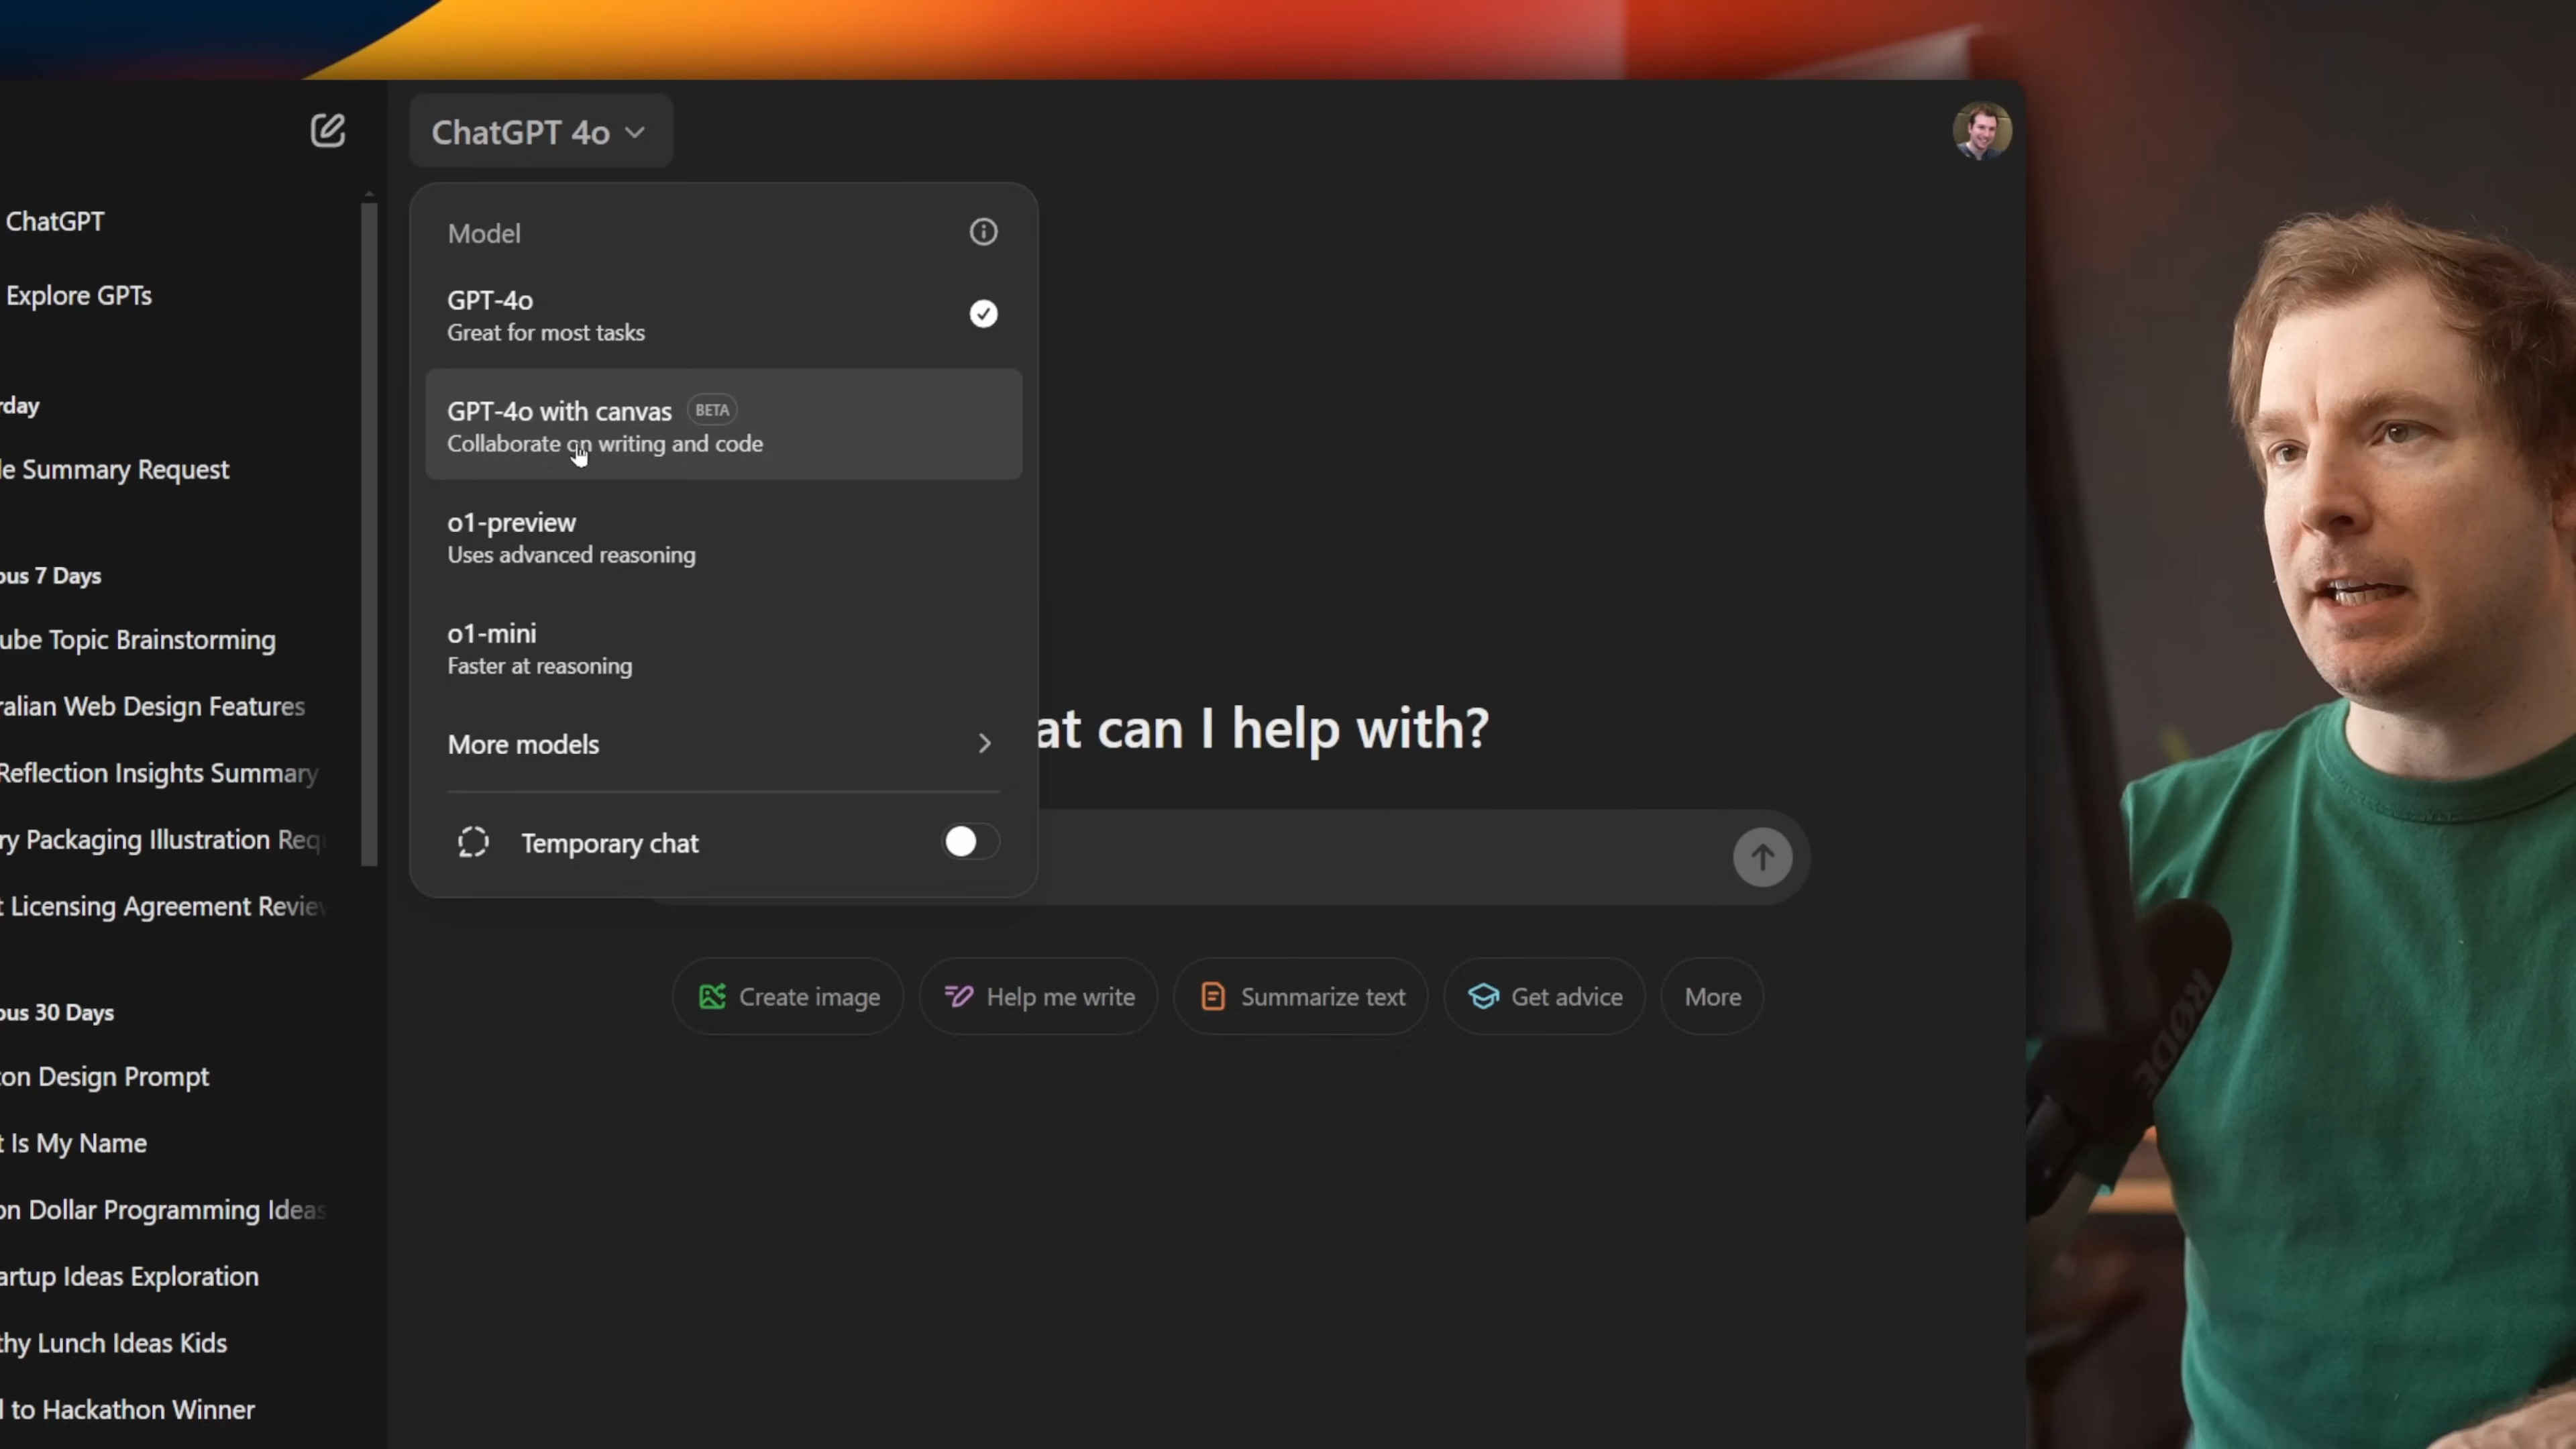 ChatGPT 4o
ChatGPT
Explore GPTs
rday
le Summary Request
ous 7 Days
ube Topic Brainstorming
ralian Web Design Features
Reflection Insights Summary
ry Packaging Illustration Requ
t Licensing Agreement Review
ous 30 Days
on Design Prompt
t Is My Name
on Dollar Programming Ideas
artup Ideas Exploration
thy Lunch Ideas Kids
l to Hackathon Winner
Model
GPT-4o
Great for most tasks
GPT-4o with canvas BETA
Collaborate on writing and code
o1-preview
Uses advanced reasoning
o1-mini
Faster at reasoning
More models
Temporary chat
at can I help with?
Create image
Help me write
Summarize text
Get advice
More
RODE